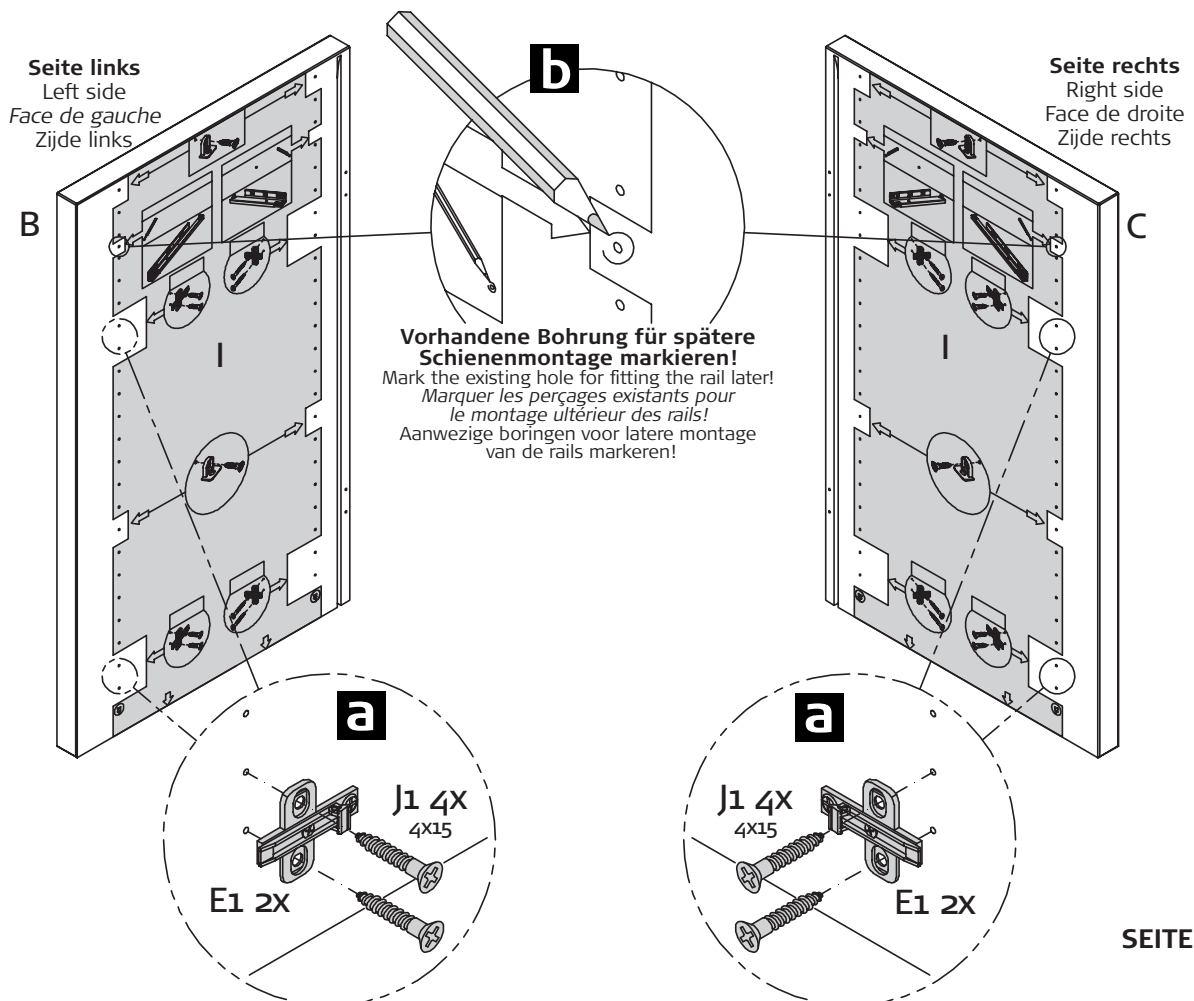 Seite links
Left side
Face de gauche
Zijde links
B
b
Seite rechts
Right side
Face de droite
Zijde rechts
C
I
I
Vorhandene Bohrung für spätere
Schienenmontage markieren!
Mark the existing hole for fitting the rail later!
Marquer les perçages existants pour
le montage ultérieur des rails!
Aanwezige boringen voor latere montage
van de rails markeren!
a
J1 4x
4x15
E1 2x
a
J1 4x
4x15
E1 2x
SEITE